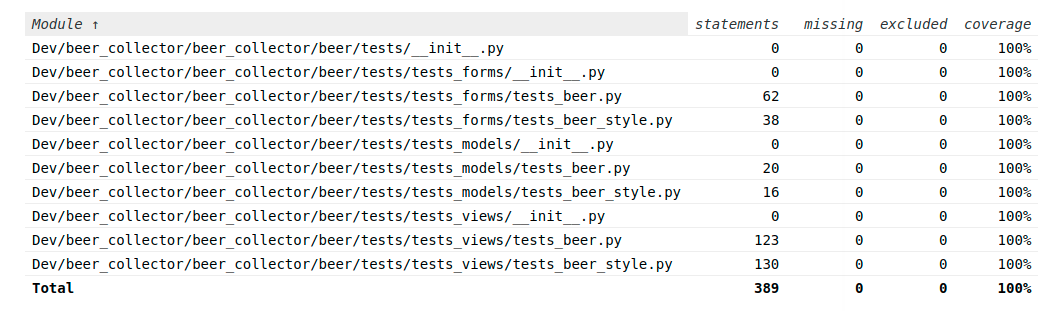 Module ↑ statements missing excluded coverage
Dev/beer_collector/beer_collector/beer/tests/__init__.py 0 0 0 100%
Dev/beer_collector/beer_collector/beer/tests/tests_forms/__init__.py 0 0 0 100%
Dev/beer_collector/beer_collector/beer/tests/tests_forms/tests_beer.py 62 0 0 100%
Dev/beer_collector/beer_collector/beer/tests/tests_forms/tests_beer_style.py 38 0 0 100%
Dev/beer_collector/beer_collector/beer/tests/tests_models/__init__.py 0 0 0 100%
Dev/beer_collector/beer_collector/beer/tests/tests_models/tests_beer.py 20 0 0 100%
Dev/beer_collector/beer_collector/beer/tests/tests_models/tests_beer_style.py 16 0 0 100%
Dev/beer_collector/beer_collector/beer/tests/tests_views/__init__.py 0 0 0 100%
Dev/beer_collector/beer_collector/beer/tests/tests_views/tests_beer.py 123 0 0 100%
Dev/beer_collector/beer_collector/beer/tests/tests_views/tests_beer_style.py 130 0 0 100%
Total 389 0 0 100%